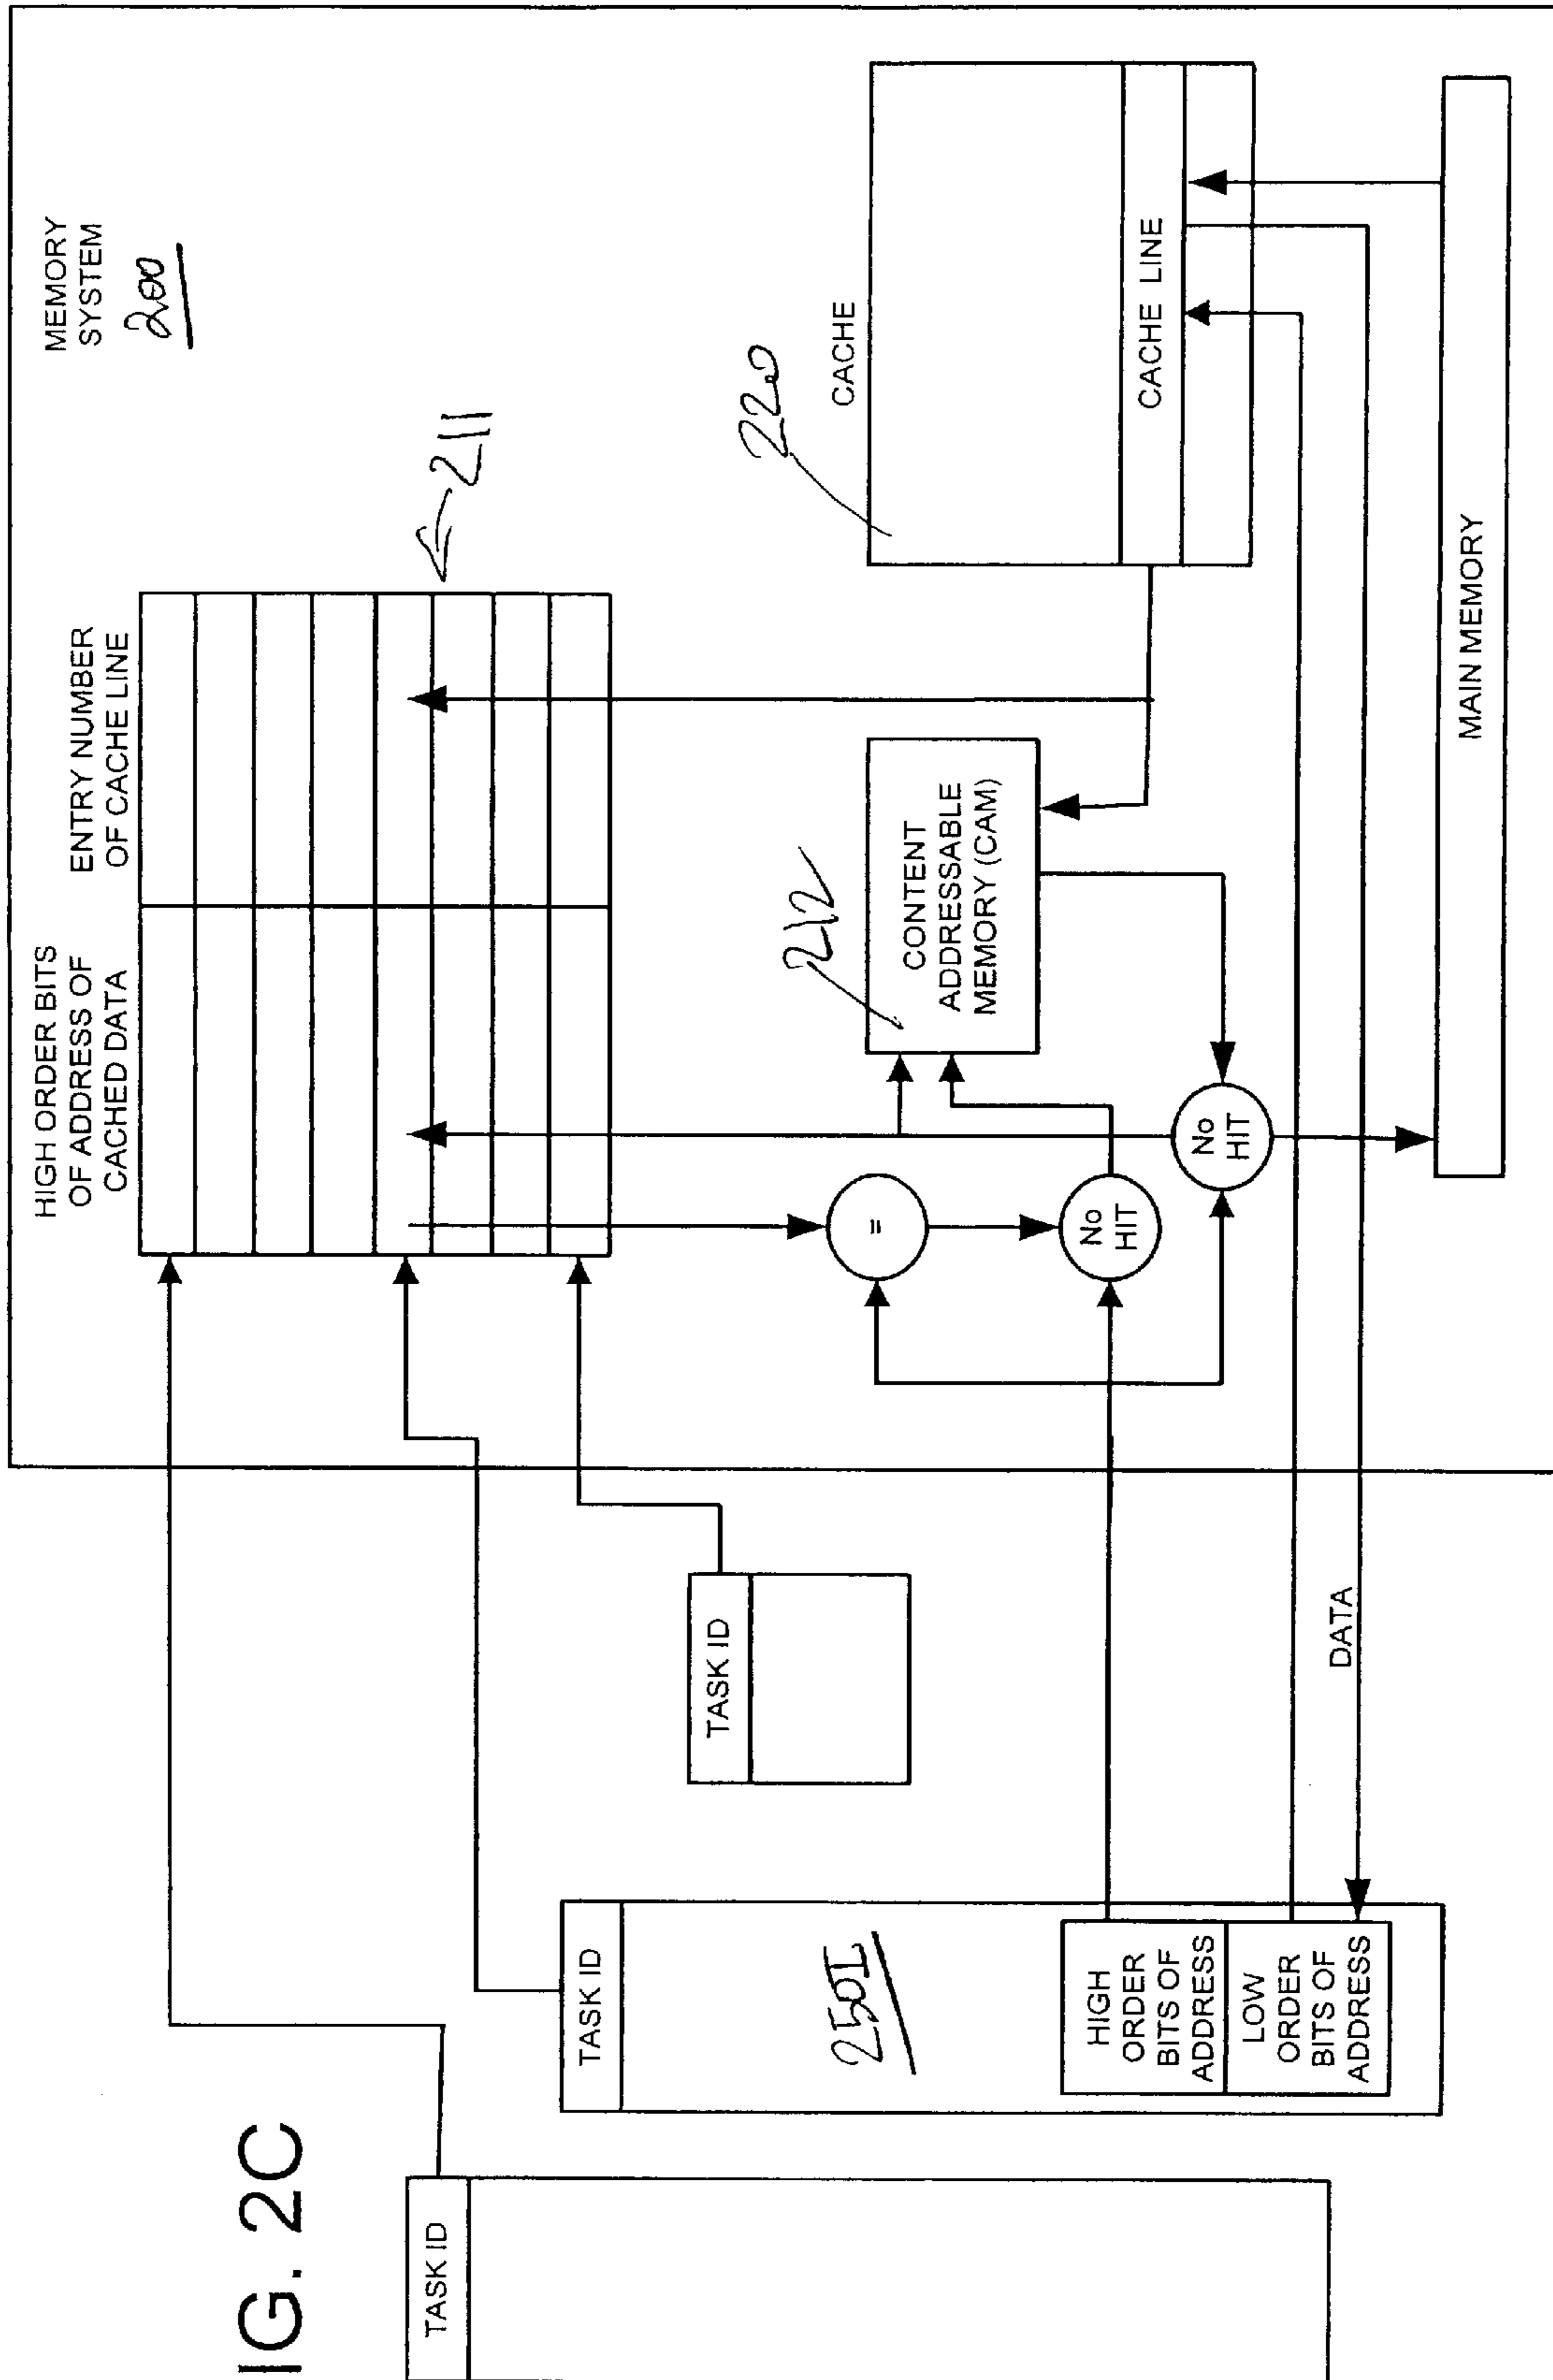 IG. 2C
MEMORY
SYSTEM
200
HIGH ORDER BITS
OF ADDRESS OF
CACHED DATA
ENTRY NUMBER
OF CACHE LINE
211
TASK ID
TASK ID
250I
HIGH
ORDER
BITS OF
ADDRESS
LOW
ORDER
BITS OF
ADDRESS
TASK ID
DATA
=
No
HIT
No
HIT
212
CONTENT
ADDRESSABLE
MEMORY (CAM)
220
CACHE
CACHE LINE
MAIN MEMORY